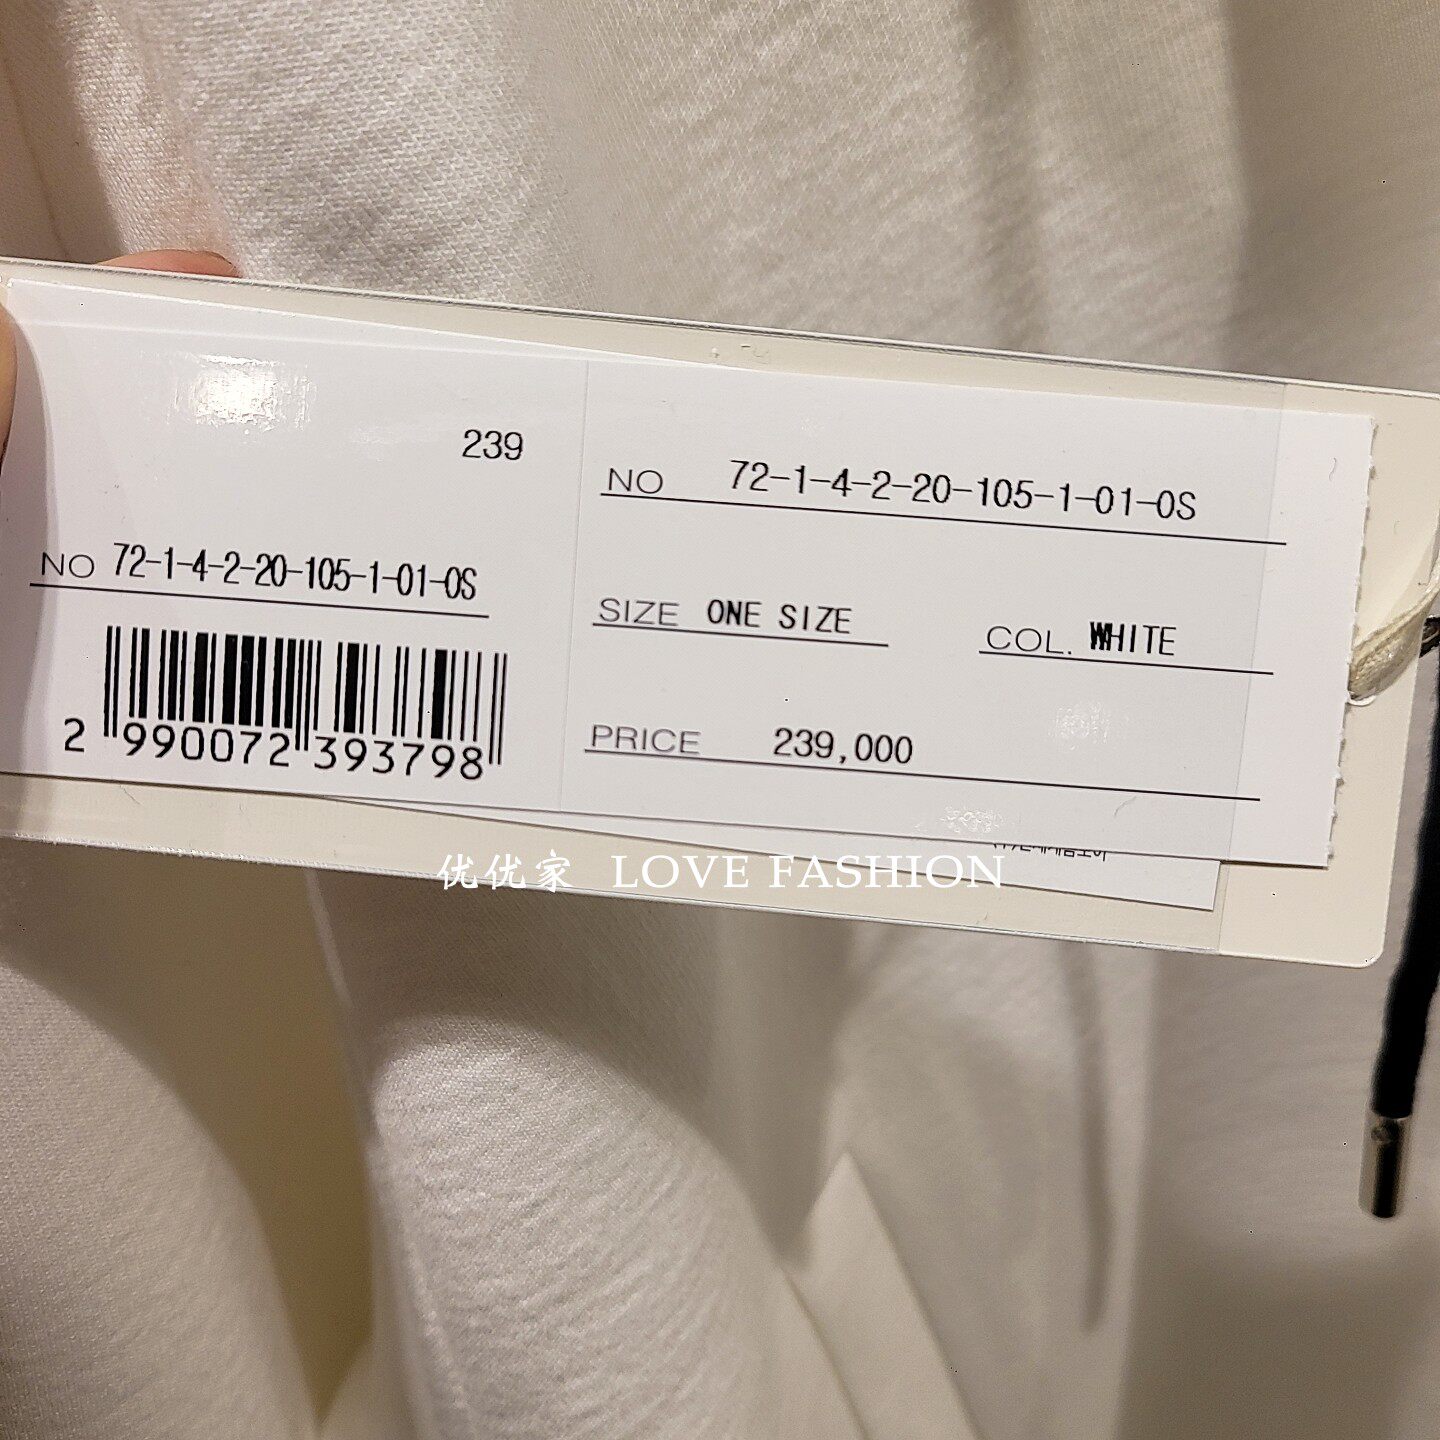 239
NO 72-1-4-2-20-105-1-01-0S
2 990072 393798
NO 72-1-4-2-20-105-1-01-0S
SIZE ONE SIZE COL. WHITE
PRICE 239,000
优优家 LOVE FASHION